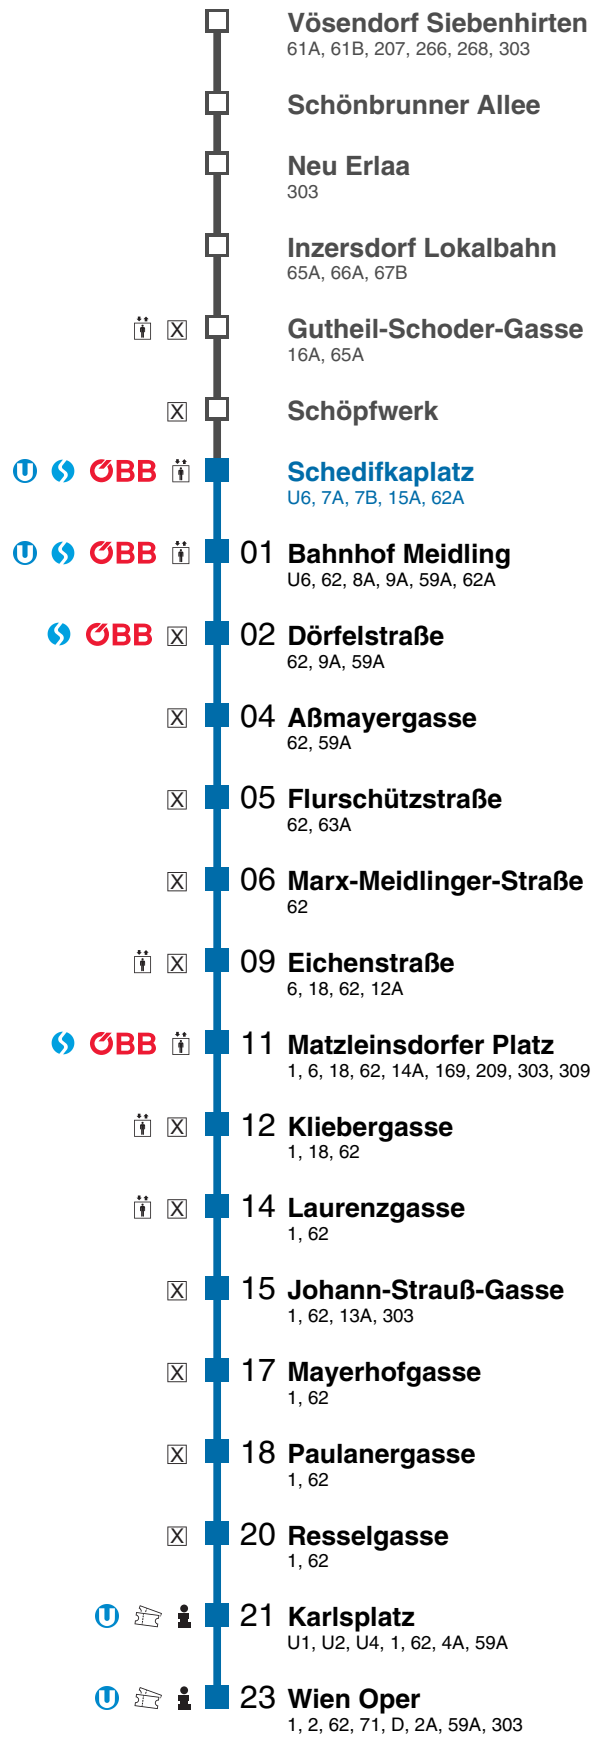 Vösendorf Siebenhirten
61A, 61B, 207, 266, 268, 303
Schönbrunner Allee
Neu Erlaa
303
Inzersdorf Lokalbahn
65A, 66A, 67B
X Gutheil-Schoder-Gasse
16A, 65A
X Schöpfwerk
U S ÖBB Schedifkaplatz
U6, 7A, 7B, 15A, 62A
U S ÖBB 01 Bahnhof Meidling
U6, 62, 8A, 9A, 59A, 62A
S ÖBB X 02 Dörfelstraße
62, 9A, 59A
X 04 Aßmayergasse
62, 59A
X 05 Flurschützstraße
62, 63A
X 06 Marx-Meidlinger-Straße
62
X 09 Eichenstraße
6, 18, 62, 12A
S ÖBB 11 Matzleinsdorfer Platz
1, 6, 18, 62, 14A, 169, 209, 303, 309
X 12 Kliebergasse
1, 18, 62
X 14 Laurenzgasse
1, 62
X 15 Johann-Strauß-Gasse
1, 62, 13A, 303
X 17 Mayerhofgasse
1, 62
X 18 Paulanergasse
1, 62
X 20 Resselgasse
1, 62
U i 21 Karlsplatz
U1, U2, U4, 1, 62, 4A, 59A
U i 23 Wien Oper
1, 2, 62, 71, D, 2A, 59A, 303